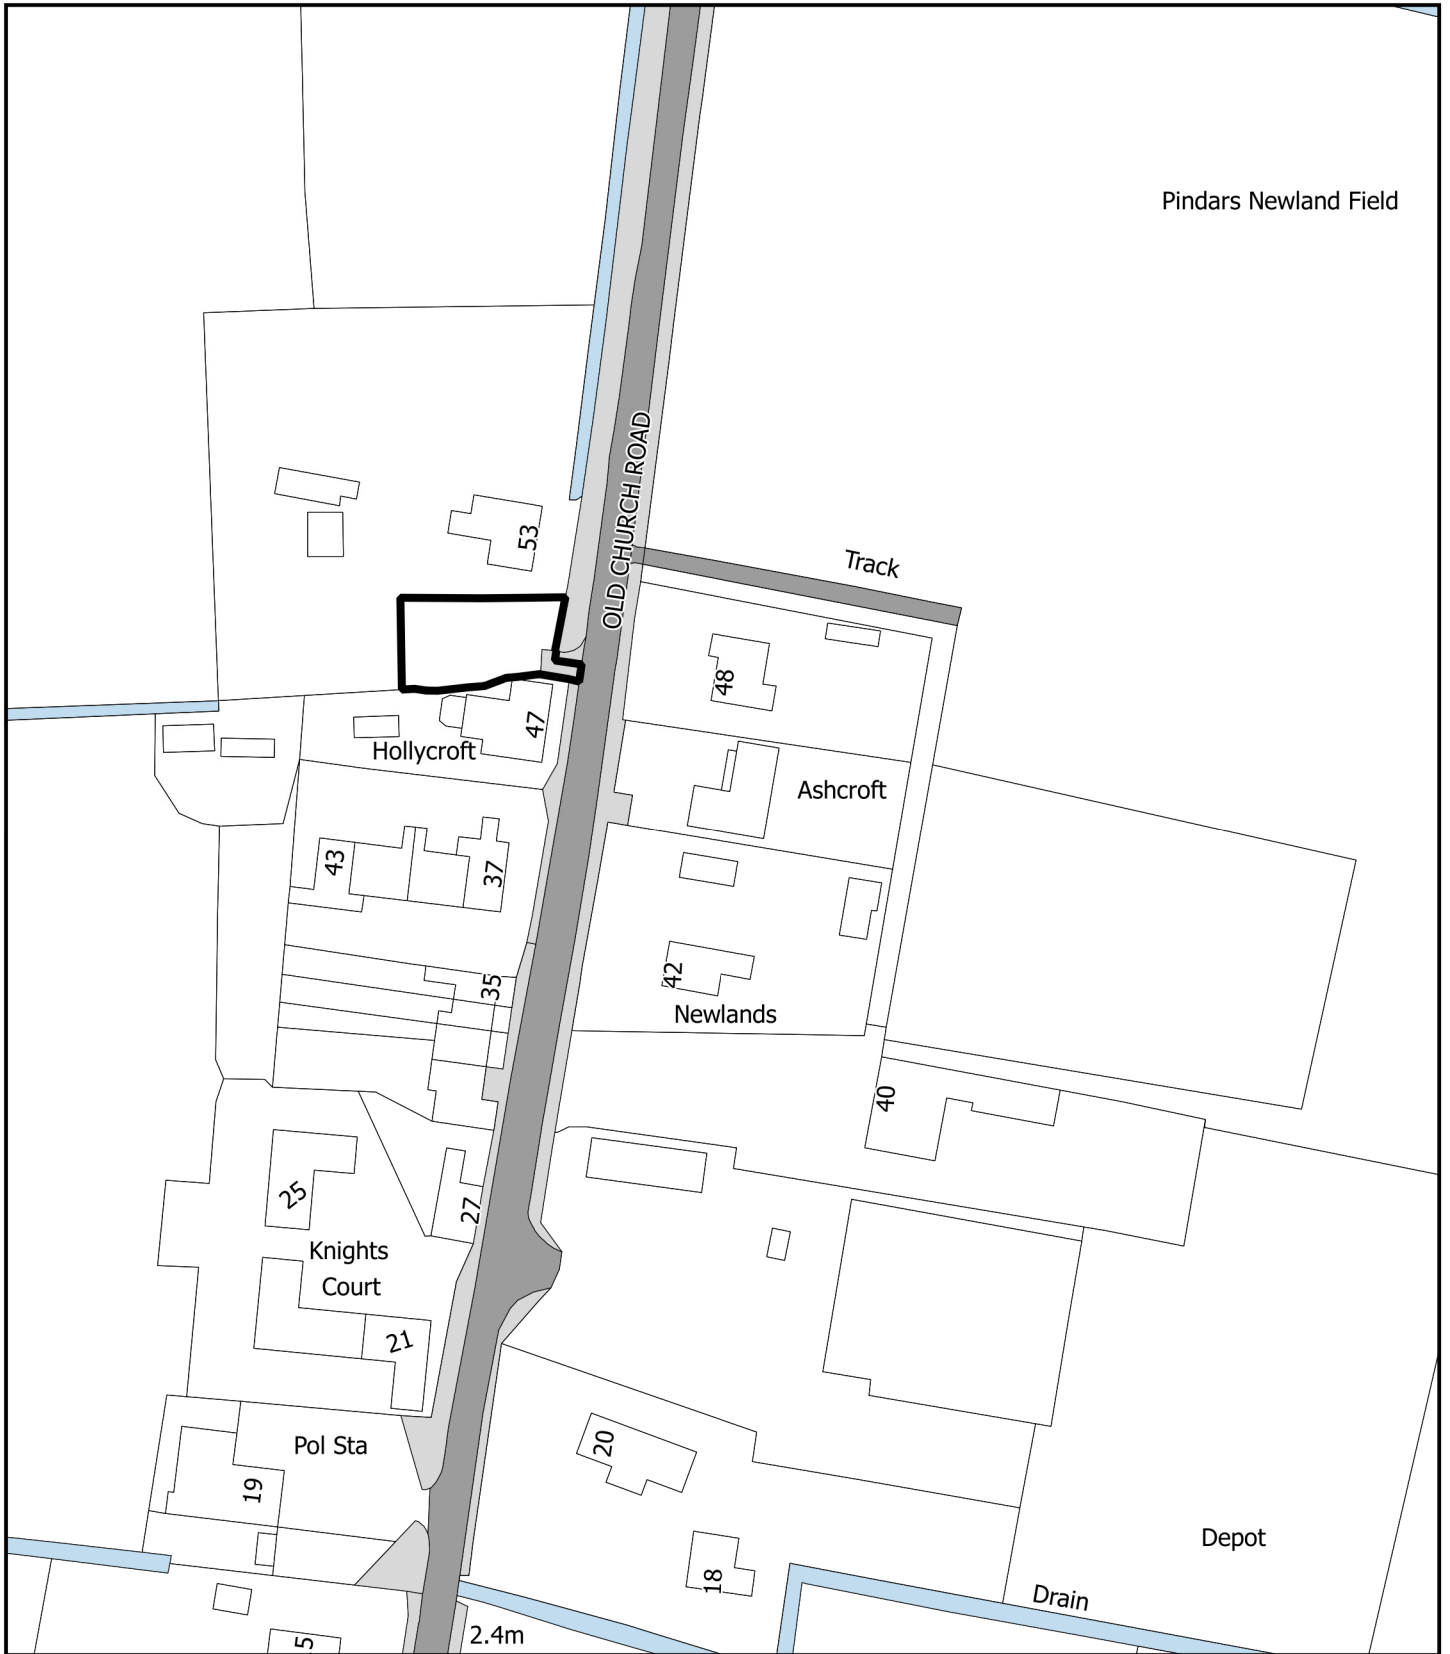 Pindars Newland Field
OLD CHURCH ROAD
53
Track
48
47
Hollycroft
Ashcroft
43
37
35
42
Newlands
40
25
27
Knights
Court
21
Pol Sta
20
19
Depot
18
Drain
2.4m
5